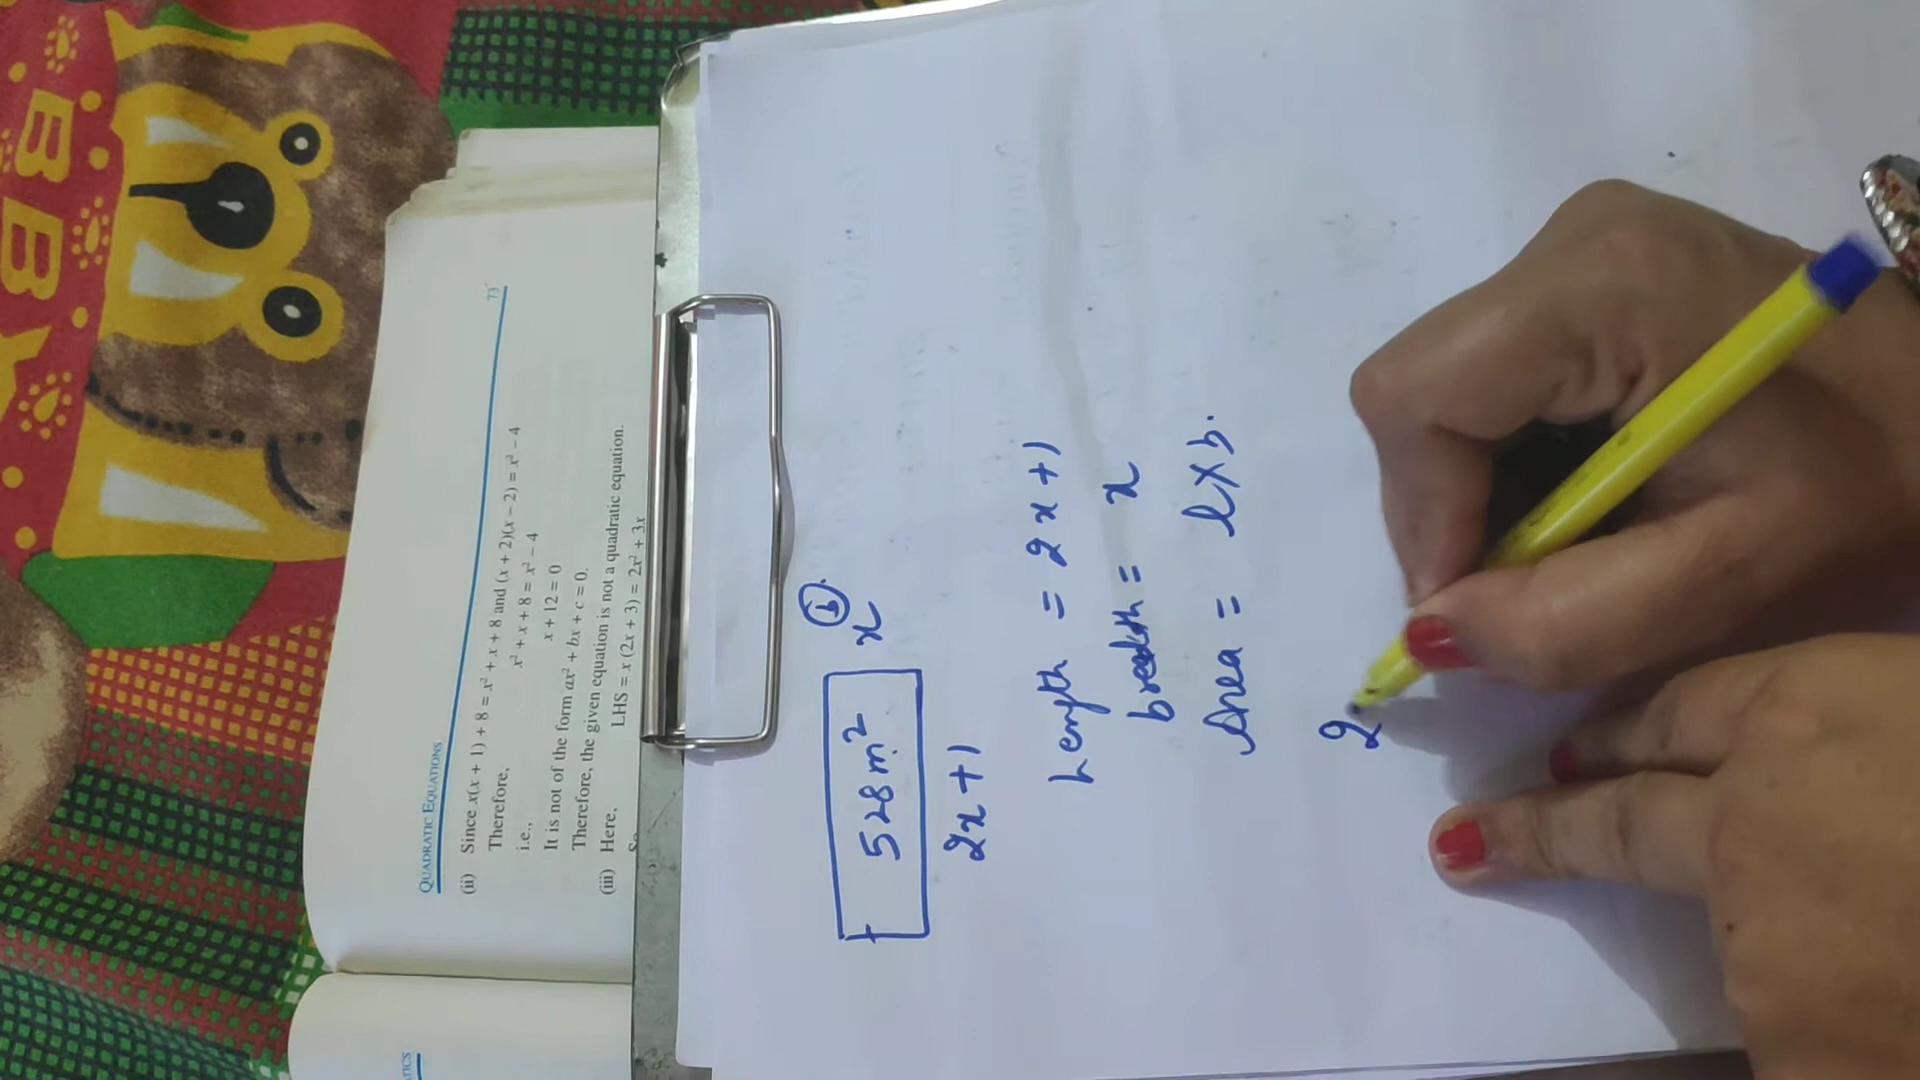 QUADRATIC EQUATIONS 73
(ii) Since x(x + 1) + 8 = x² + x + 8 and (x + 2)(x – 2) = x² – 4
Therefore, x² + x + 8 = x² – 4
i.e., x + 12 = 0
It is not of the form ax² + bx + c = 0.
Therefore, the given equation is not a quadratic equation.
(iii) Here, LHS = x (2x + 3) = 2x² + 3x
528 m² x b
2x+1
Length = 2x+1
breadth = x
Area = l×b.
2